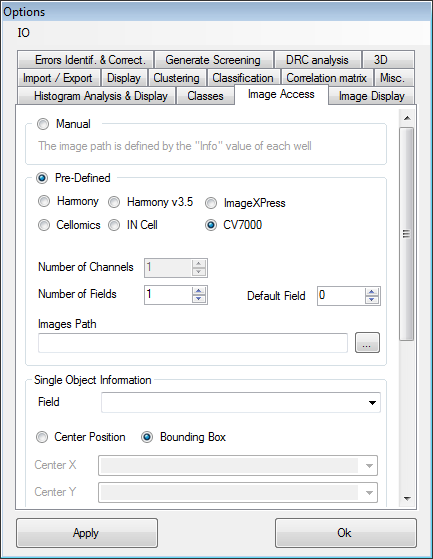 Options
IO
Errors Identif. & Correct. Generate Screening DRC analysis 3D
Import / Export Display Clustering Classification Correlation matrix Misc.
Histogram Analysis & Display Classes Image Access Image Display
Manual
The image path is defined by the "Info" value of each well
Pre-Defined
Harmony Harmony v3.5 ImageXPress
Cellomics IN Cell CV7000
Number of Channels 1
Number of Fields 1 Default Field 0
Images Path
...
Single Object Information
Field
Center Position Bounding Box
Center X
Center Y
Apply Ok